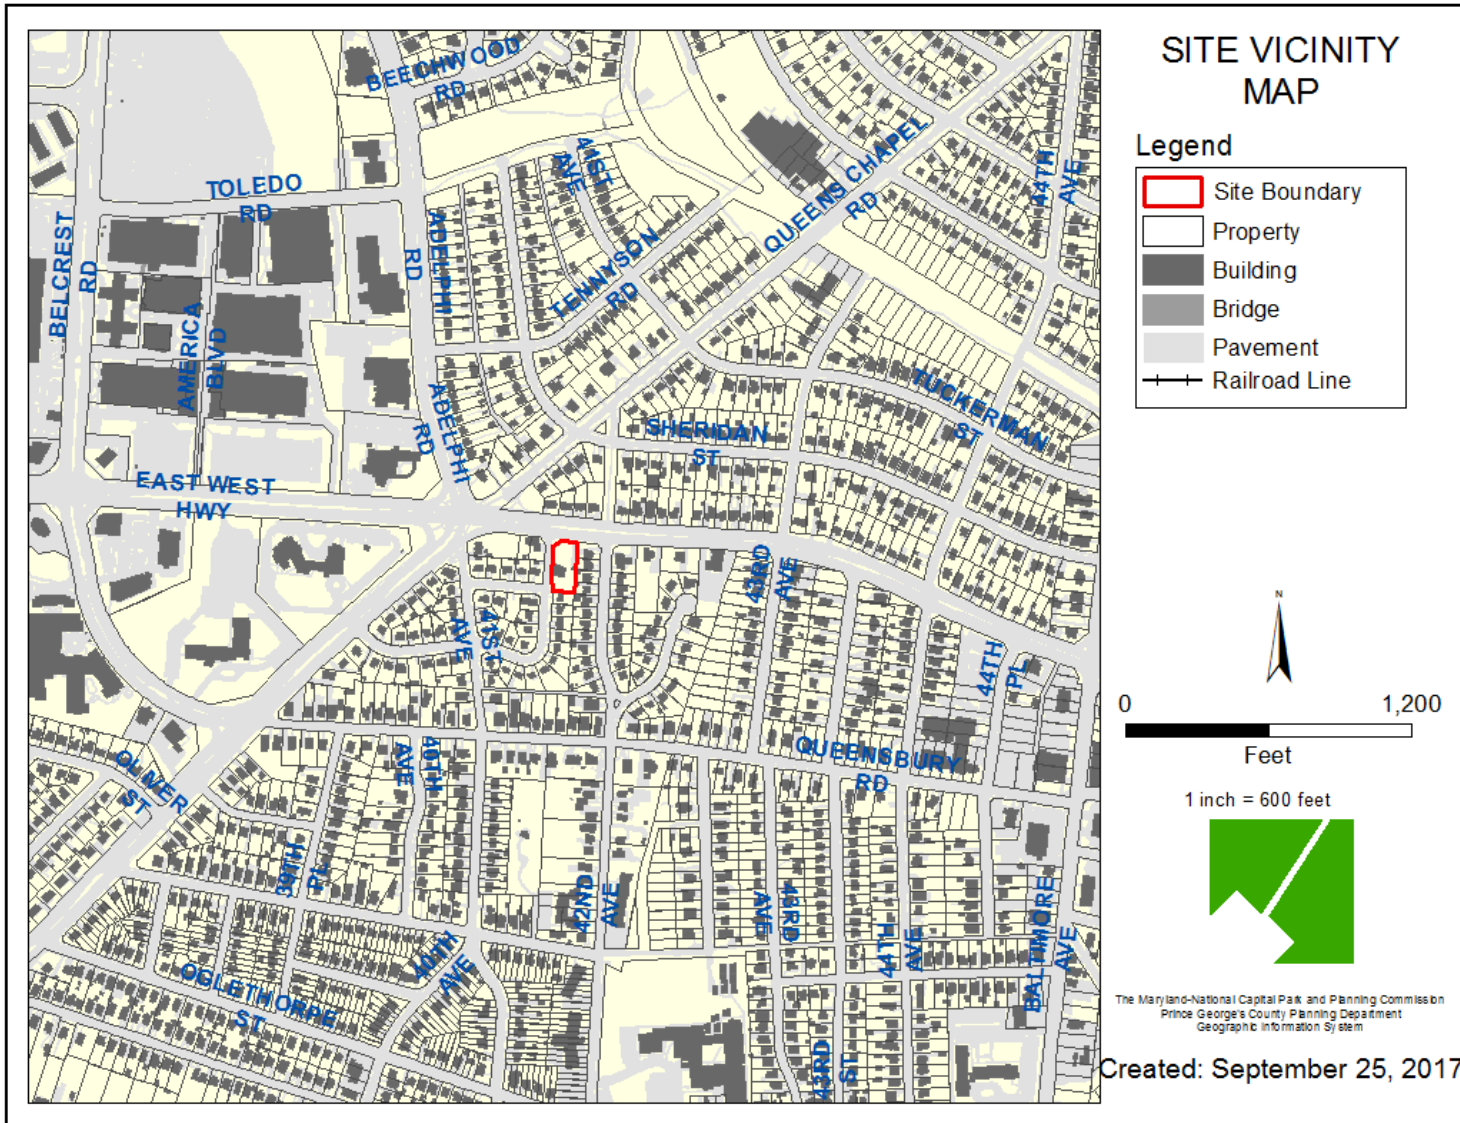 SITE VICINITY
MAP
Legend
Site Boundary
Property
Building
Bridge
Pavement
Railroad Line
N
0 1,200
Feet
1 inch = 600 feet
The Maryland-National Capital Park and Planning Commission
Prince George's County Planning Department
Geographic Information System
Created: September 25, 2017
BEECHWOOD
RD
41ST
AVE
TOLEDO
RD
QUEENS CHAPEL
RD
44TH
AVE
BELCREST
RD
ADELPHI
RD
TENNYSON
RD
AMERICA
BLVD
ADELPHI
RD
TUCKERMAN
ST
SHERIDAN
ST
EAST WEST
HWY
43RD
AVE
41ST
AVE
44TH
PL
OLIVER
ST
40TH
AVE
QUEENSBURY
RD
39TH
PL
42ND
AVE
43RD
AVE
44TH
AVE
BALTIMORE
AVE
40TH
AVE
OGLETHORPE
ST
43RD
ST